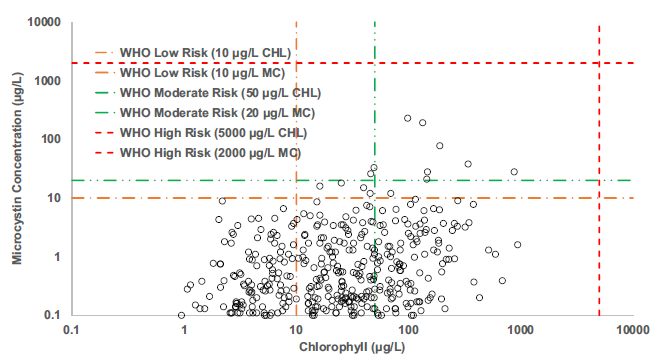 10000
1000
100
10
1
0.1
Microcystin Concentration (µg/L)
WHO Low Risk (10 µg/L CHL)
WHO Low Risk (10 µg/L MC)
WHO Moderate Risk (50 µg/L CHL)
WHO Moderate Risk (20 µg/L MC)
WHO High Risk (5000 µg/L CHL)
WHO High Risk (2000 µg/L MC)
0.1 1 10 100 1000 10000
Chlorophyll (µg/L)